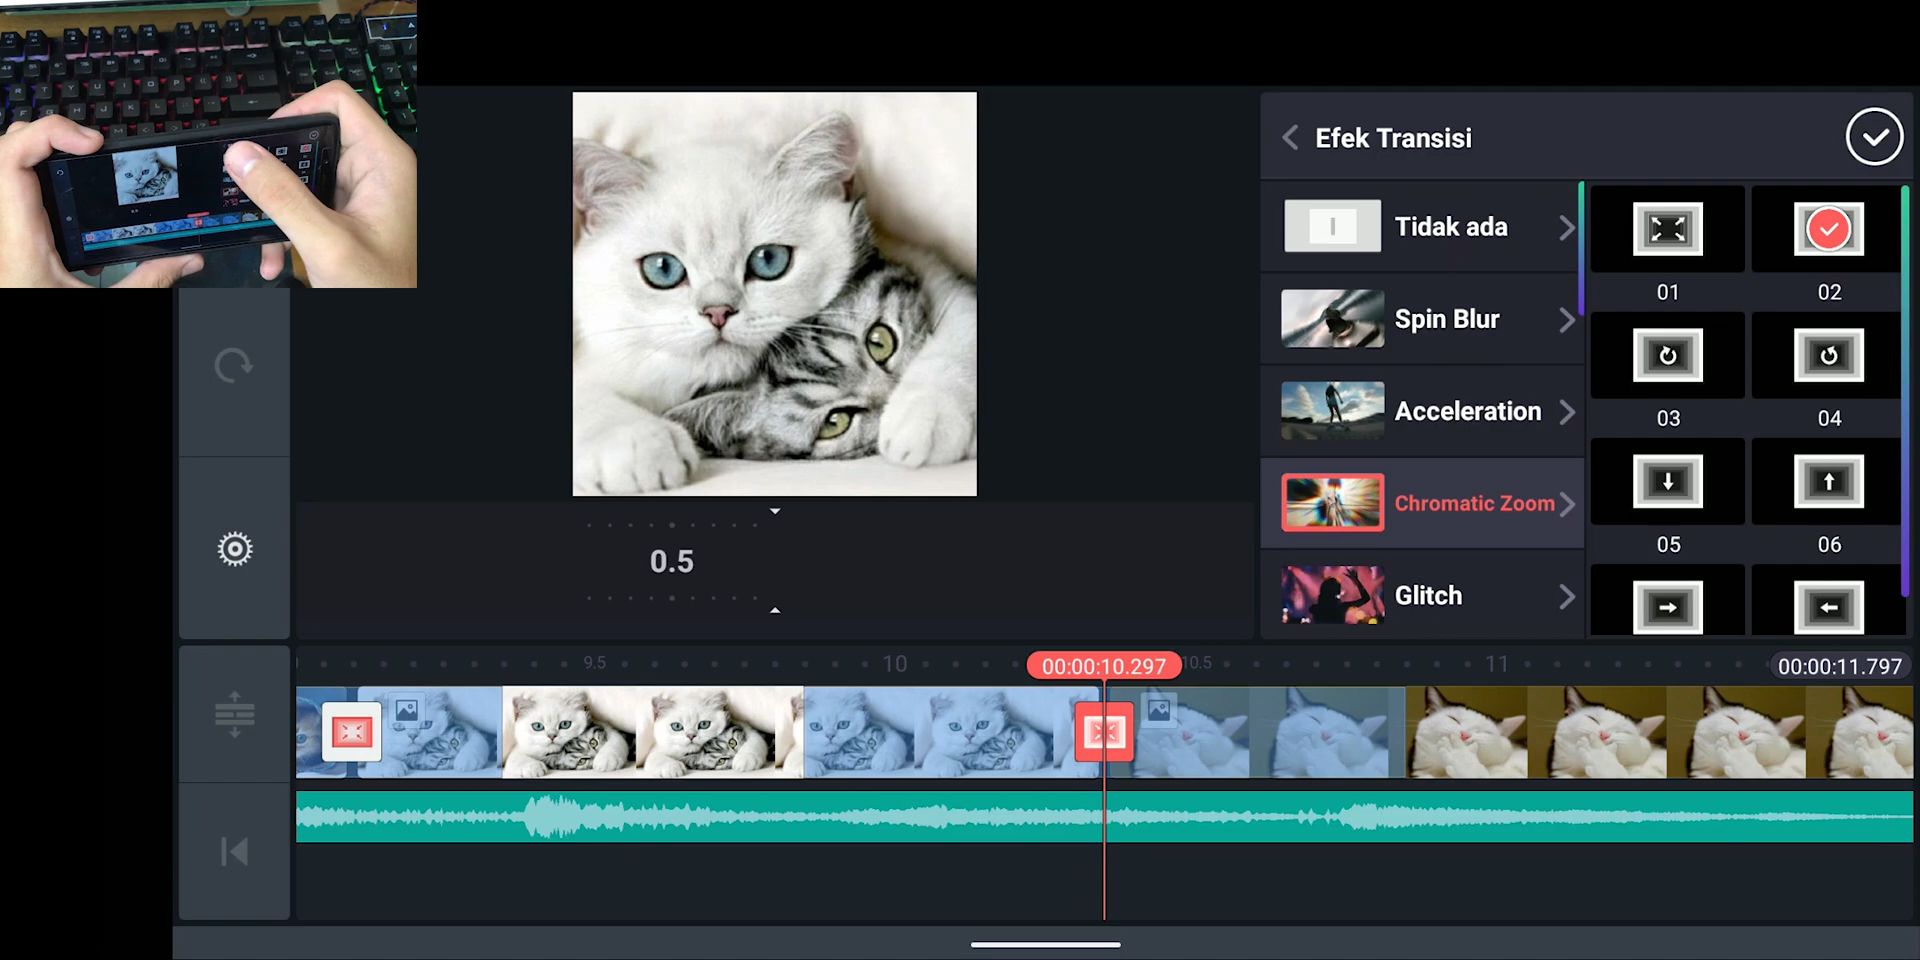 Efek Transisi
Tidak ada
Spin Blur
Acceleration
Chromatic Zoom
Glitch
01
02
03
04
05
06
0.5
9.5
10
00:00:10.297
10.5
11
00:00:11.797